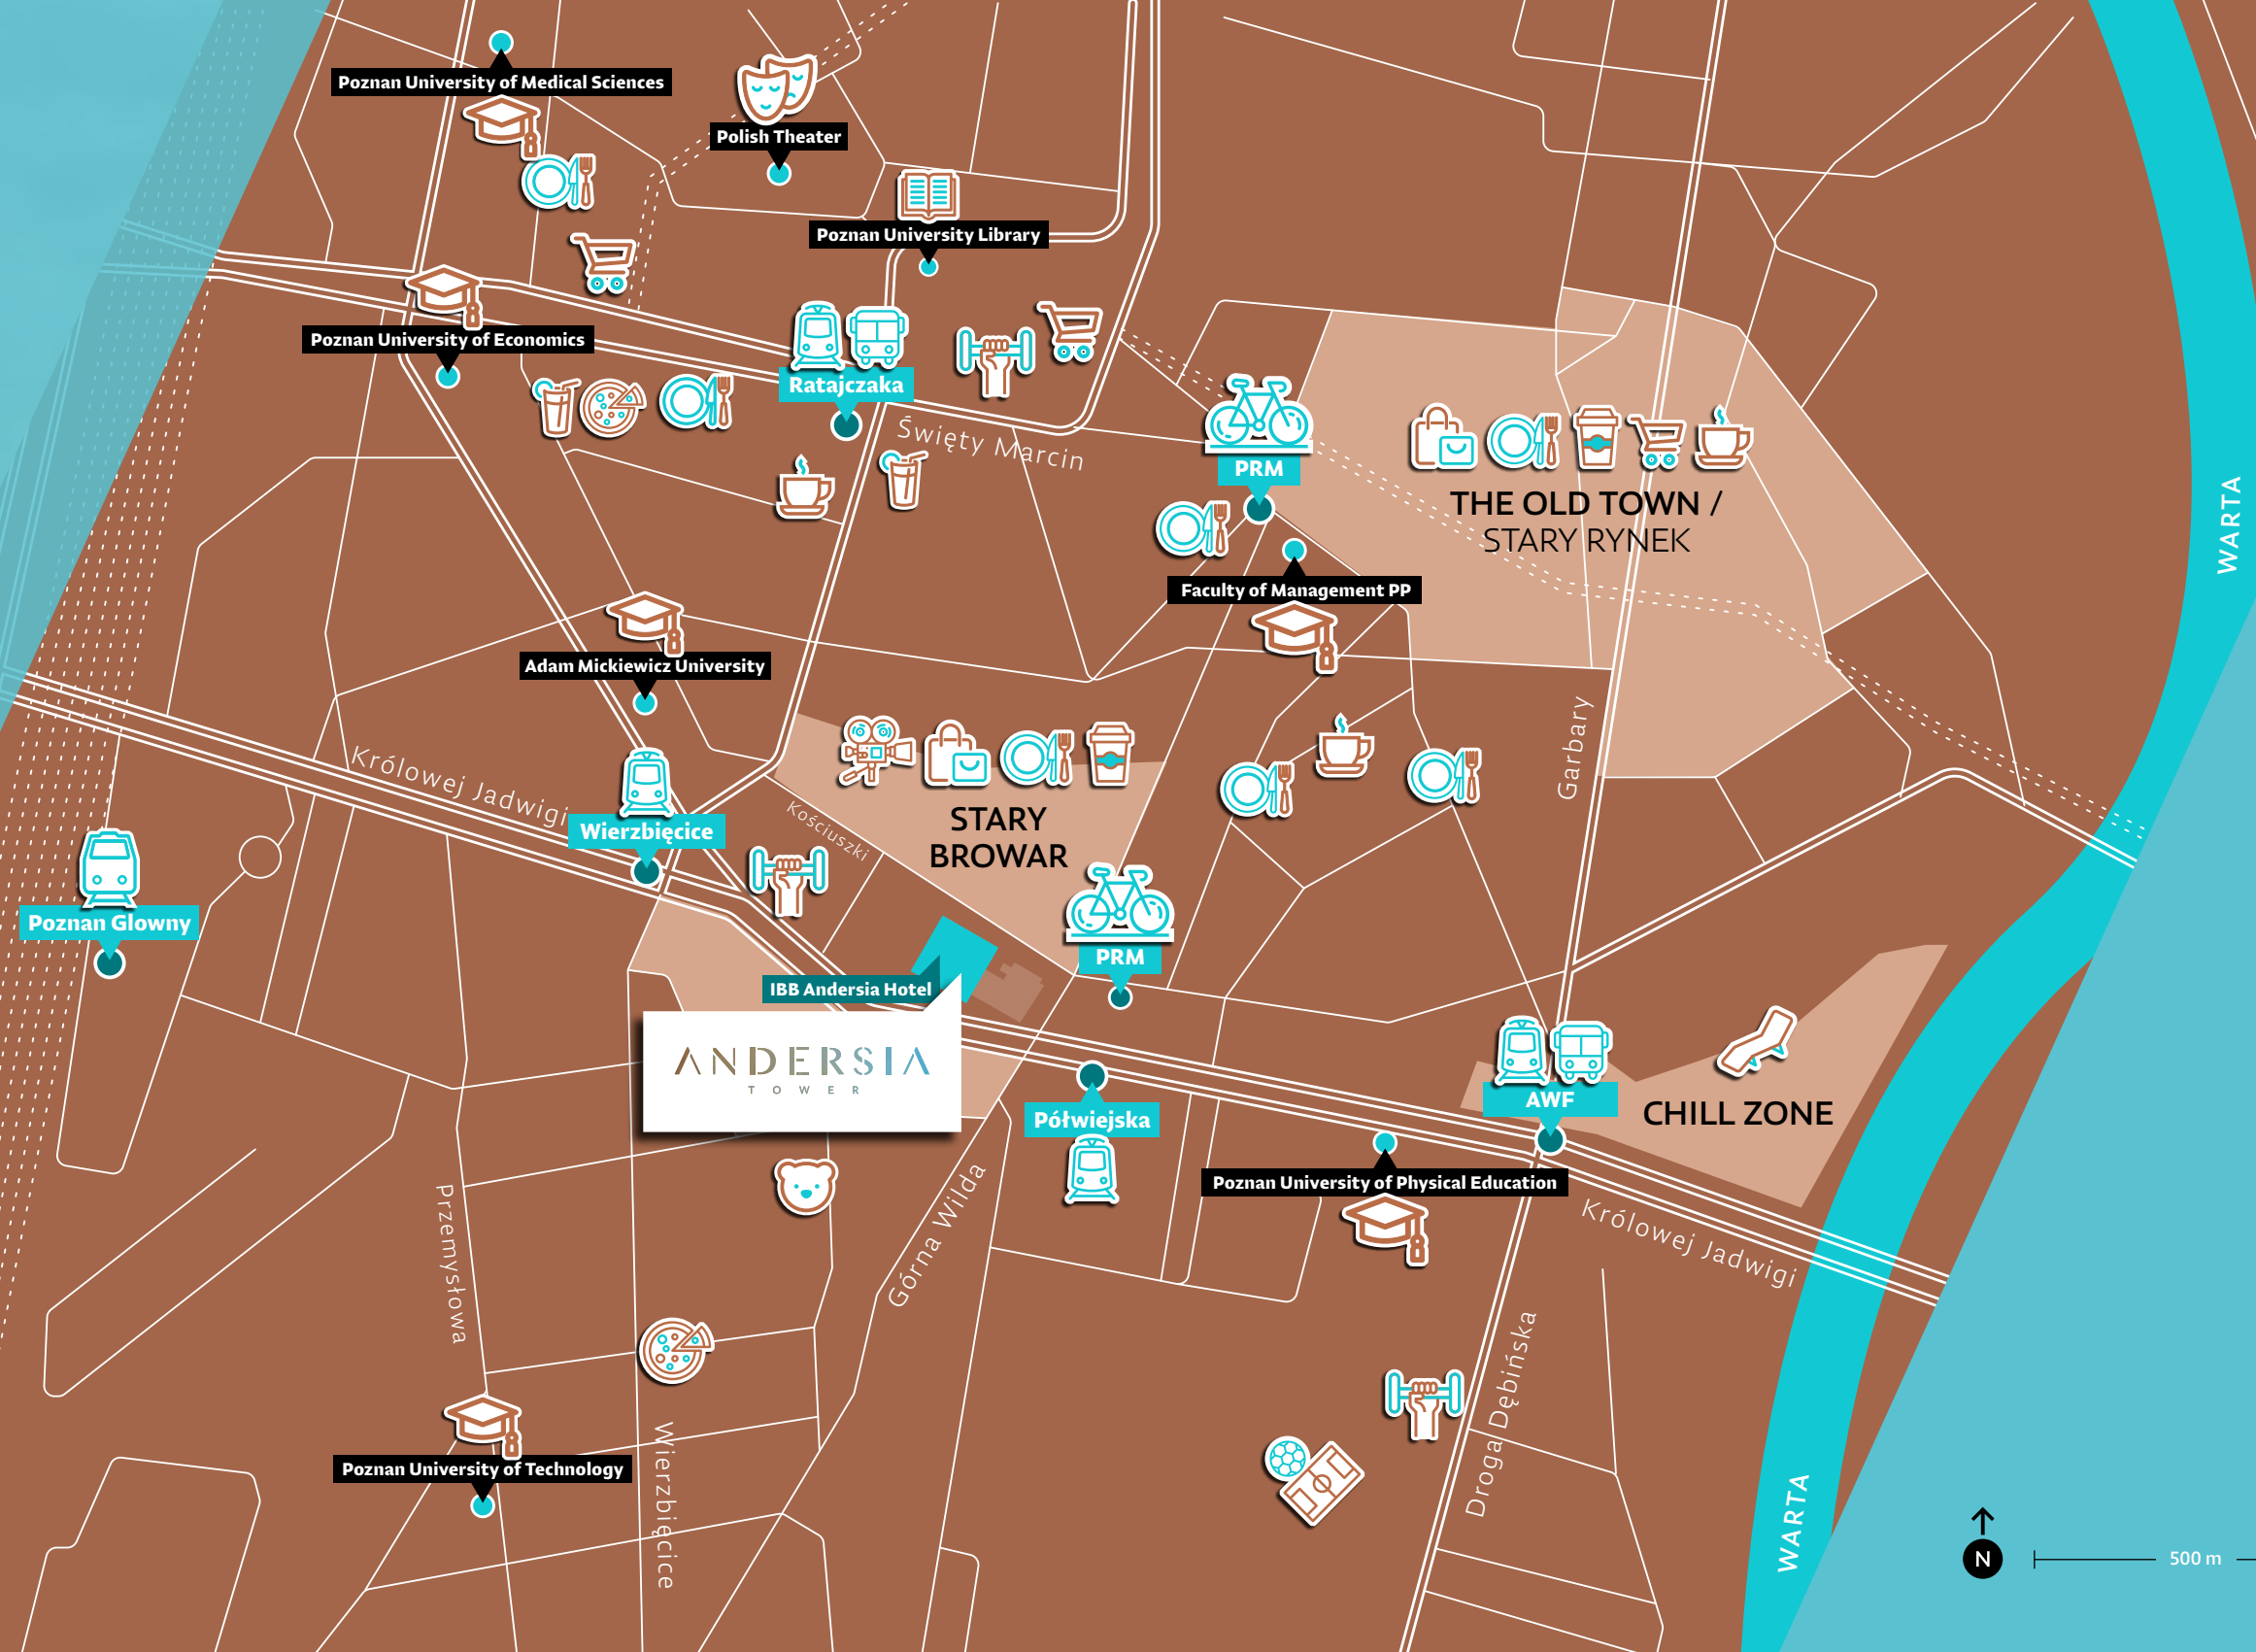 Poznan University of Medical Sciences
Polish Theater
Poznan University Library
Poznan University of Economics
Ratajczaka
Święty Marcin
PRM
THE OLD TOWN /
STARY RYNEK
WARTA
Faculty of Management PP
Adam Mickiewicz University
Garbary
Królowej Jadwigi
Wierzbięcice
Kościuszki
STARY
BROWAR
Poznan Glowny
PRM
IBB Andersia Hotel
ANDERSIA
TOWER
AWF
CHILL ZONE
Półwiejska
Poznan University of Physical Education
Królowej Jadwigi
Przemysłowa
Górna Wilda
Droga Dębińska
Poznan University of Technology
Wierzbięcice
WARTA
N
500 m